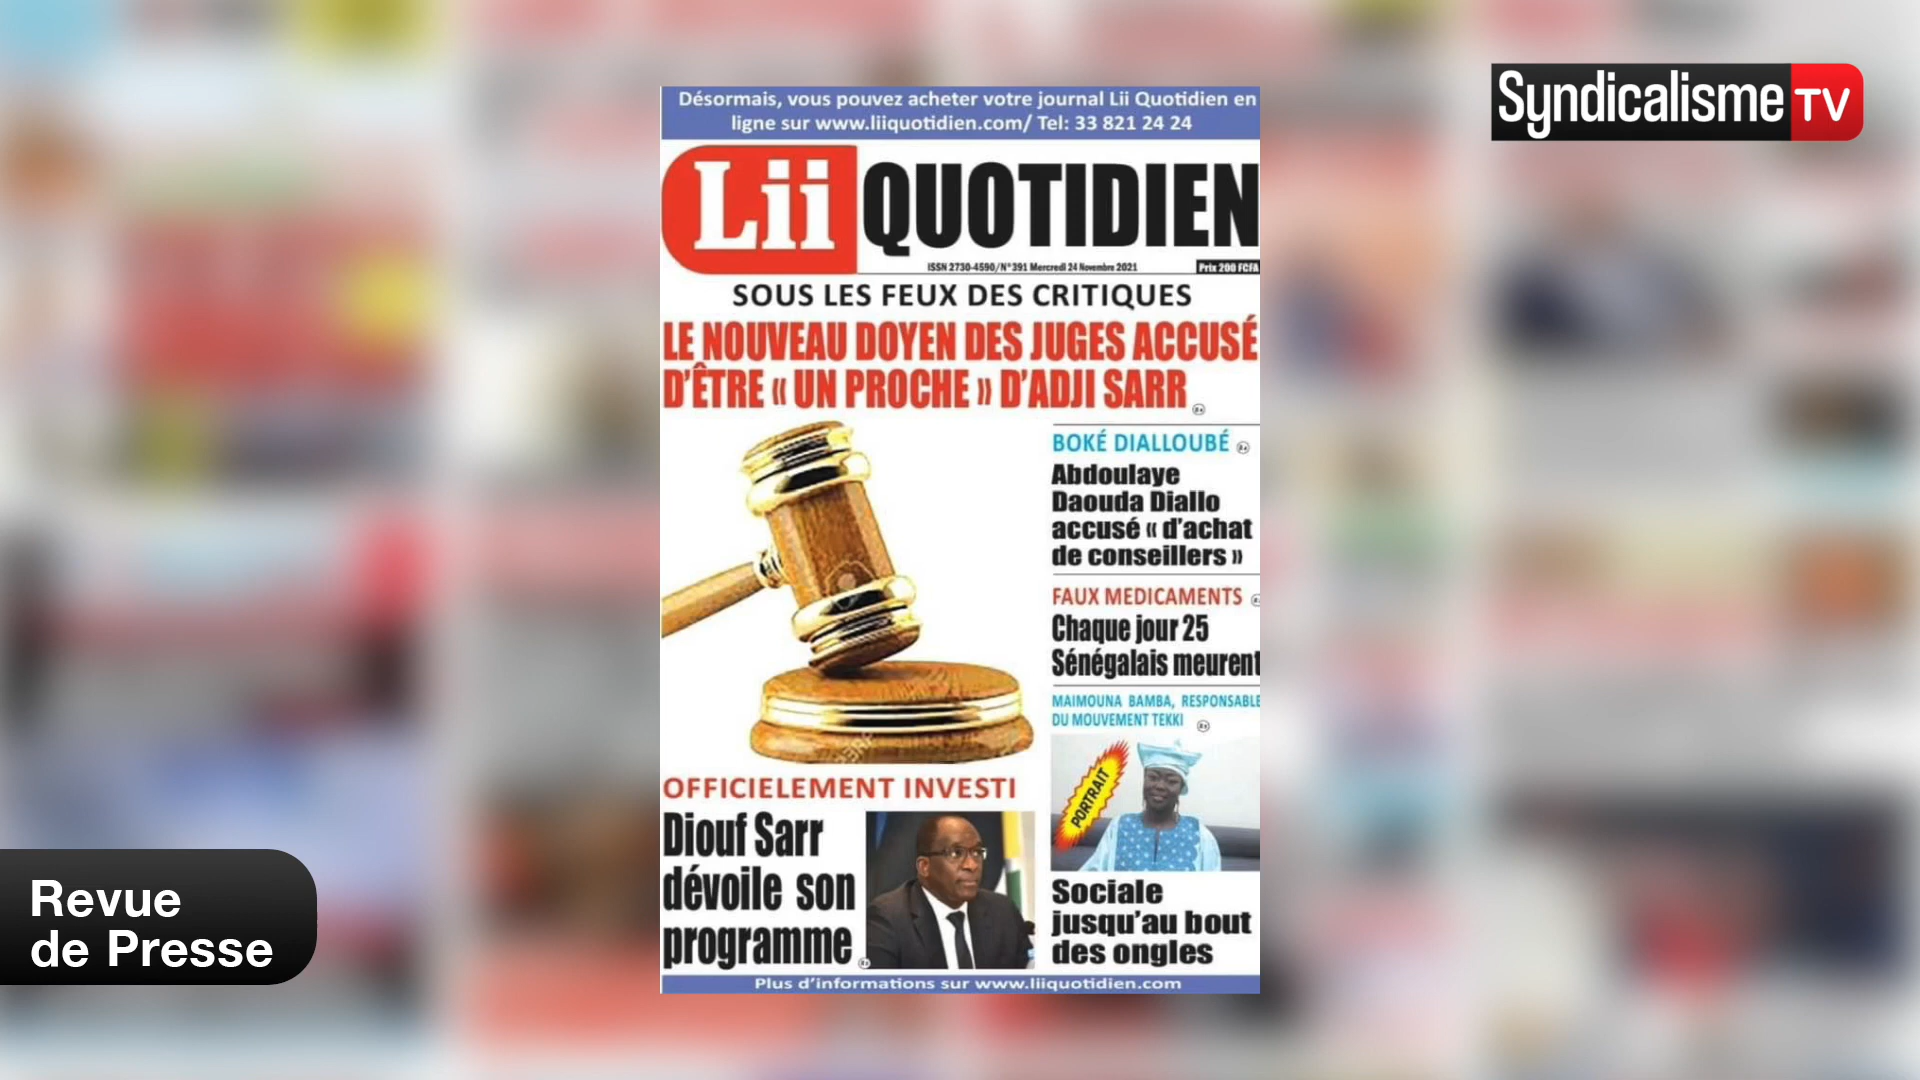 Syndicalisme TV
Désormais, vous pouvez acheter votre journal Lii Quotidien en
ligne sur www.liiquotidien.com/ Tel: 33 821 24 24
Lii QUOTIDIEN
ISSN 2730-4590/N°391 Mercredi 24 Novembre 2021
Prix 200 FCFA
SOUS LES FEUX DES CRITIQUES
LE NOUVEAU DOYEN DES JUGES ACCUSÉ
D'ÊTRE « UN PROCHE » D'ADJI SARR
BOKÉ DIALLOUBÉ
Abdoulaye
Daouda Diallo
accusé « d'achat
de conseillers »
FAUX MEDICAMENTS
Chaque jour 25
Sénégalais meurent
MAIMOUNA BAMBA, RESPONSABLE
DU MOUVEMENT TEKKI
PORTRAIT
Sociale
jusqu'au bout
des ongles
OFFICIELEMENT INVESTI
Diouf Sarr
dévoile son
programme
Plus d'informations sur www.liiquotidien.com
Revue
de Presse